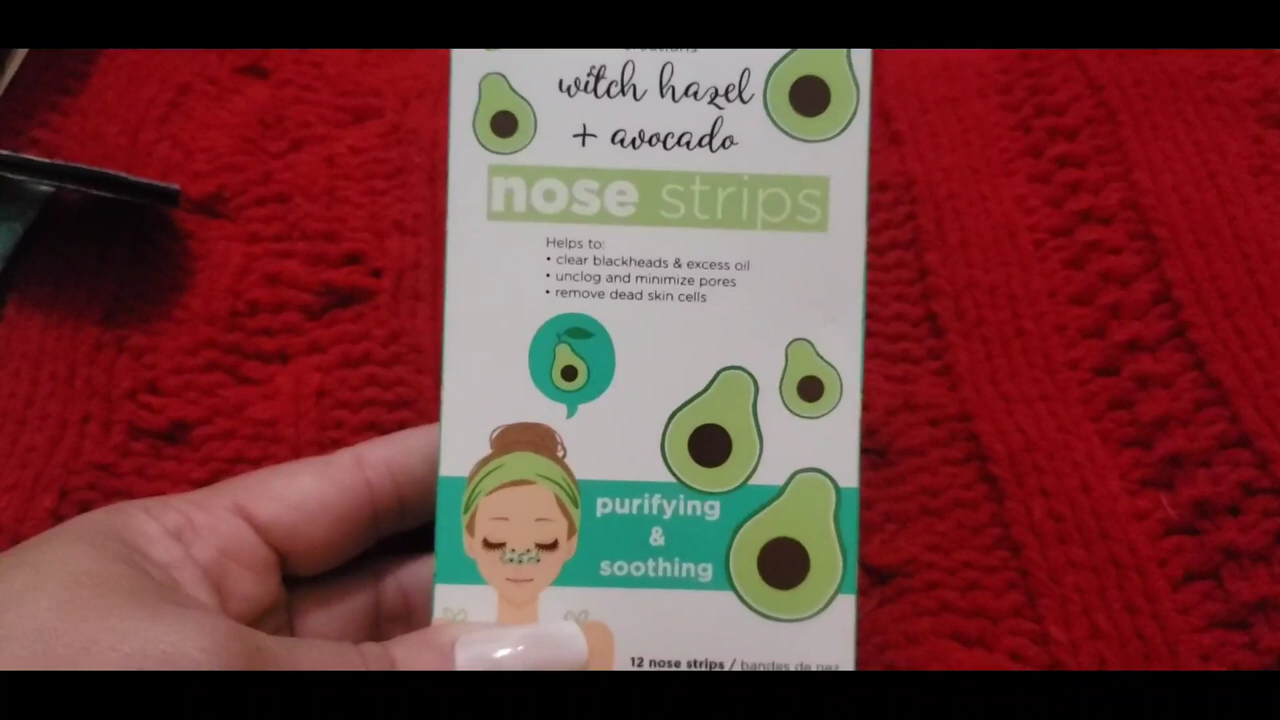 witch hazel
+ avocado
nose strips
Helps to:
• clear blackheads & excess oil
• unclog and minimize pores
• remove dead skin cells
purifying
&
soothing
12 nose strips / bandas de nez